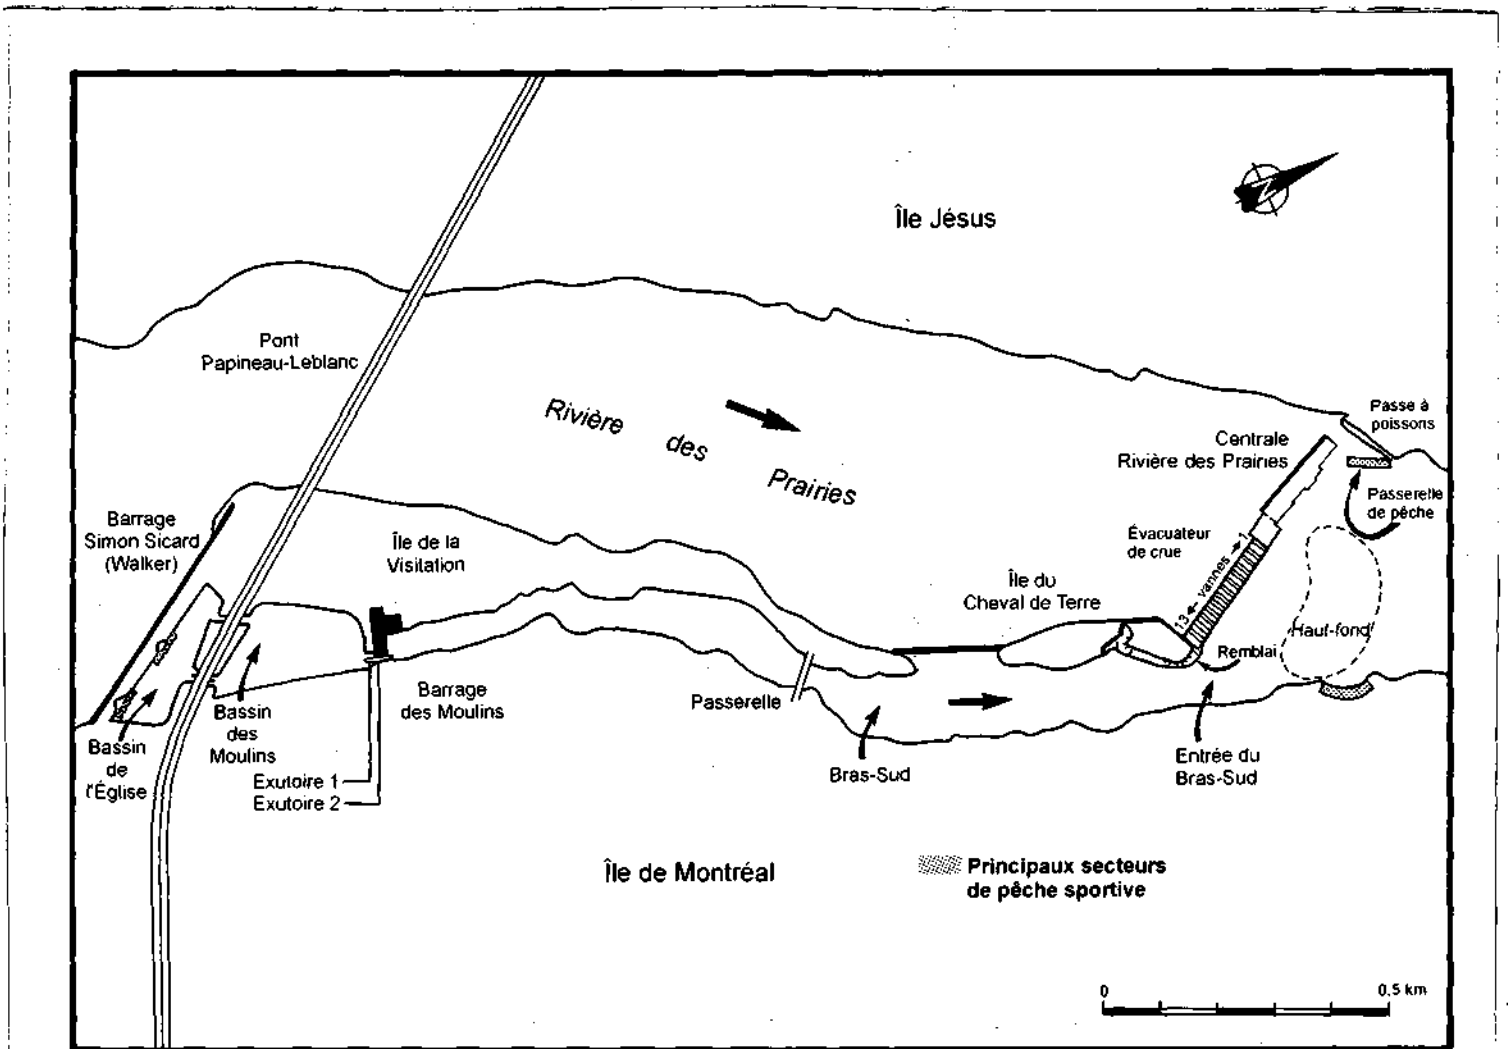 Île Jésus
Pont
Papineau-Leblanc
Rivière des Prairies
Passe à
poissons
Centrale
Rivière des Prairies
Passerelle
de pêche
Barrage
Simon Sicard
(Walker)
Île de la
Visitation
Évacuateur
de crue
13 ← vannes → 1
Île du
Cheval de Terre
Haut-fond
Remblai
Barrage
des Moulins
Passerelle
Bassin
des
Moulins
Bassin
de
l'Église
Exutoire 1
Exutoire 2
Bras-Sud
Entrée du
Bras-Sud
Île de Montréal
Principaux secteurs
de pêche sportive
0 0,5 km